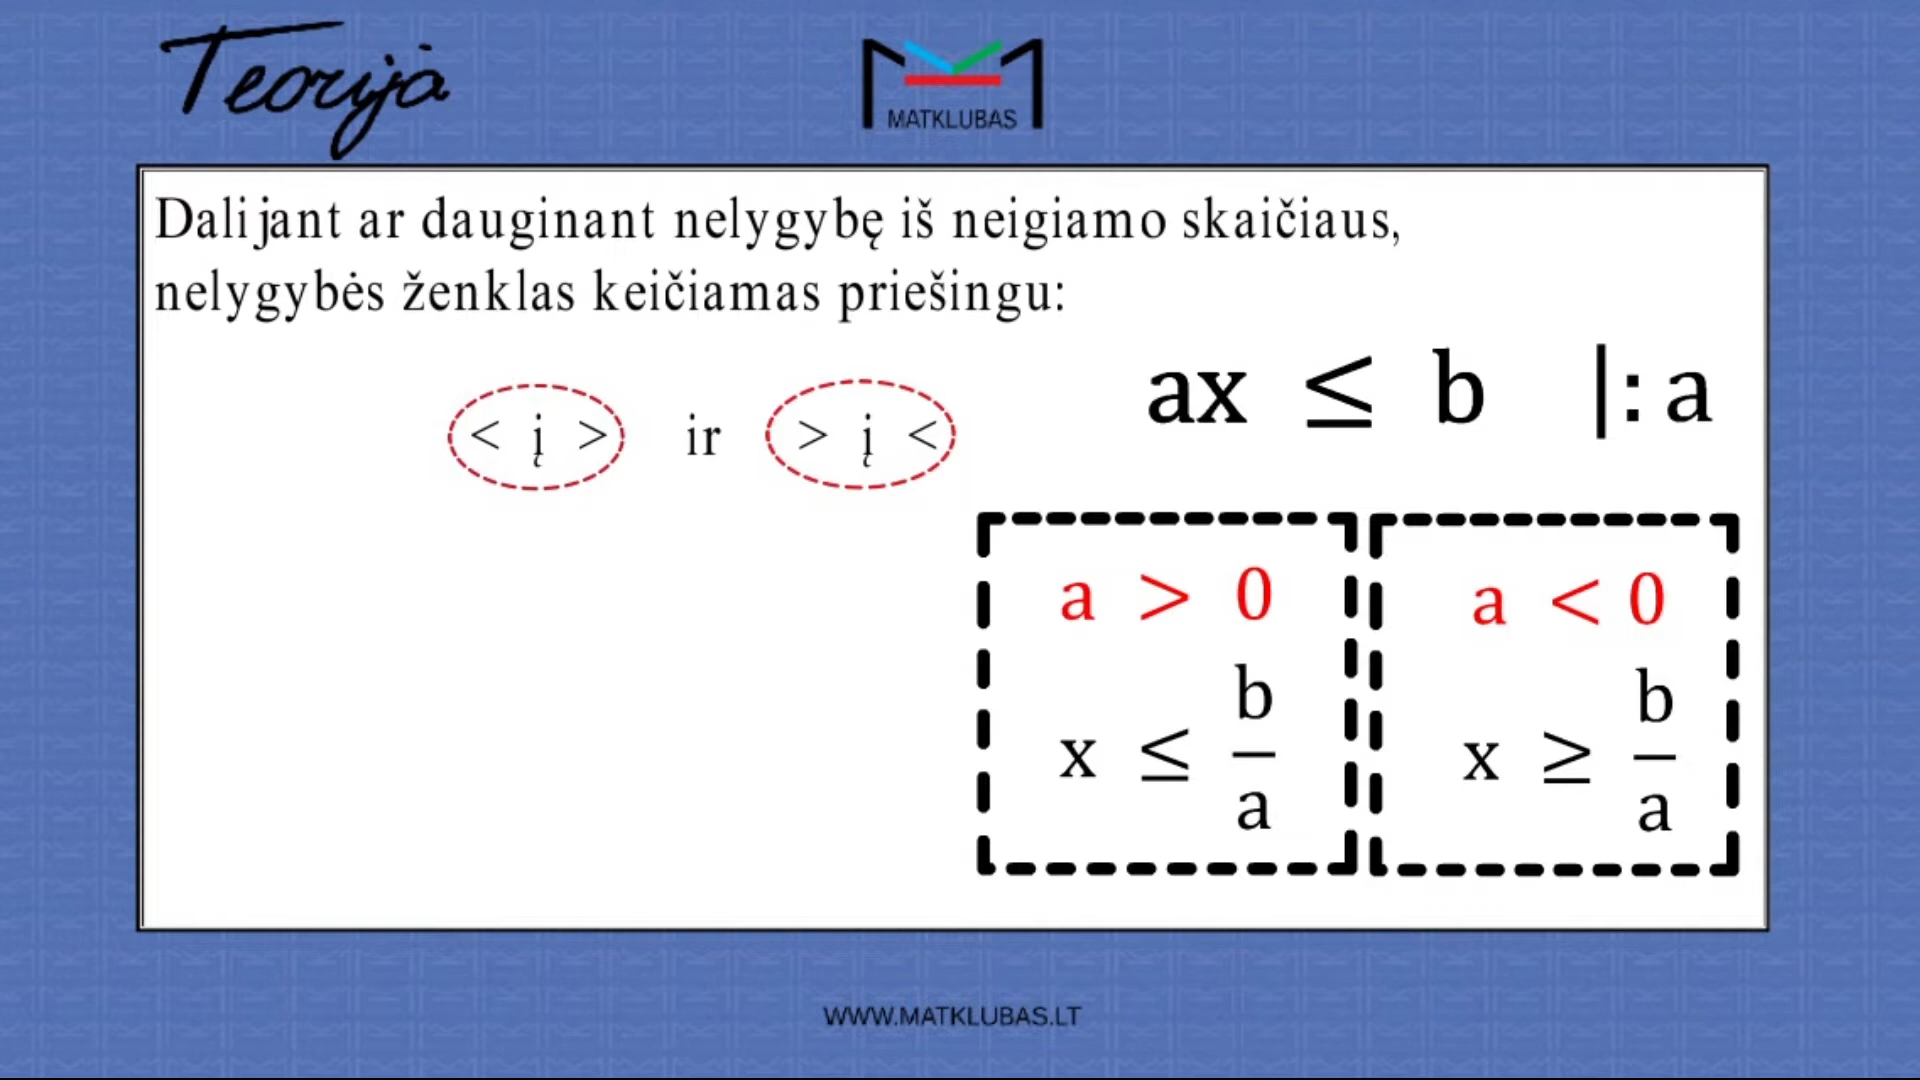 Teorija
MATKLUBAS
Dalijant ar dauginant nelygybę iš neigiamo skaičiaus,
nelygybės ženklas keičiamas priešingu:
< į > ir > į <
ax ≤ b |: a
a > 0
x ≤ b/a
a < 0
x ≥ b/a
WWW.MATKLUBAS.LT